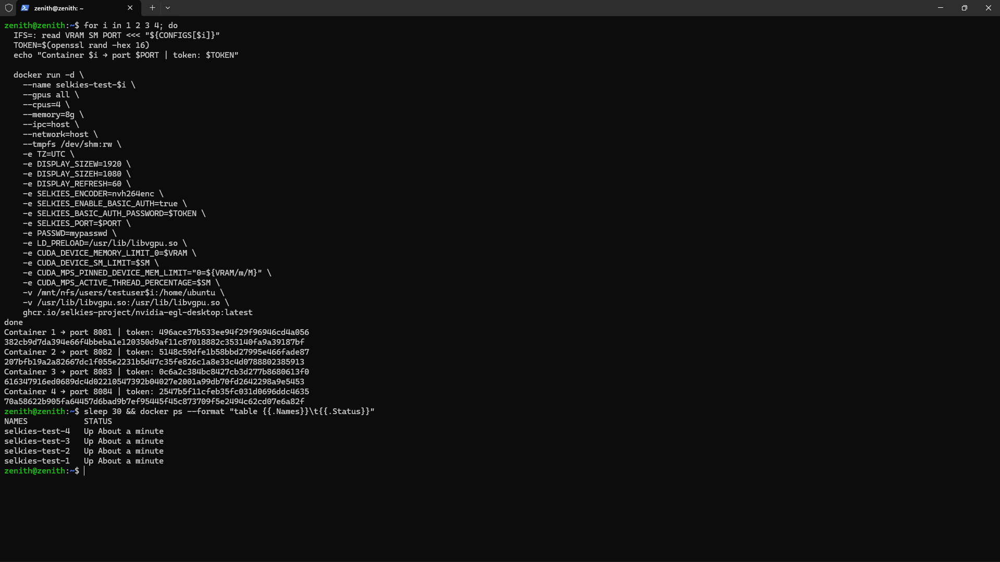 zenith@zenith: ~
zenith@zenith:~$ for i in 1 2 3 4; do
  IFS=: read VRAM SM PORT <<< "${CONFIGS[$i]}"
  TOKEN=$(openssl rand -hex 16)
  echo "Container $i → port $PORT | token: $TOKEN"

  docker run -d \
    --name selkies-test-$i \
    --gpus all \
    --cpus=4 \
    --memory=8g \
    --ipc=host \
    --network=host \
    --tmpfs /dev/shm:rw \
    -e TZ=UTC \
    -e DISPLAY_SIZEW=1920 \
    -e DISPLAY_SIZEH=1080 \
    -e DISPLAY_REFRESH=60 \
    -e SELKIES_ENCODER=nvh264enc \
    -e SELKIES_ENABLE_BASIC_AUTH=true \
    -e SELKIES_BASIC_AUTH_PASSWORD=$TOKEN \
    -e SELKIES_PORT=$PORT \
    -e PASSWD=mypasswd \
    -e LD_PRELOAD=/usr/lib/libvgpu.so \
    -e CUDA_DEVICE_MEMORY_LIMIT_0=$VRAM \
    -e CUDA_DEVICE_SM_LIMIT=$SM \
    -e CUDA_MPS_PINNED_DEVICE_MEM_LIMIT="0=${VRAM/m/M}" \
    -e CUDA_MPS_ACTIVE_THREAD_PERCENTAGE=$SM \
    -v /mnt/nfs/users/testuser$i:/home/ubuntu \
    -v /usr/lib/libvgpu.so:/usr/lib/libvgpu.so \
    ghcr.io/selkies-project/nvidia-egl-desktop:latest
done
Container 1 → port 8081 | token: 496ace37b533ee94f29f96946cd4a056
382cb9d7da394e66f4bbeba1e120350d9af11c87018882c353140fa9a39187bf
Container 2 → port 8082 | token: 5148c59dfe1b58bbd27995e466fade87
207bfb19a2a82667dc1f055e2231b5d47c35fe826c1a8e33c4d0788802385913
Container 3 → port 8083 | token: 0c6a2c384bc8427cb3d277b8680613f0
616347916ed0689dc4d02210547392b04027e2001a99db70fd2642298a9e5453
Container 4 → port 8084 | token: 2547b5f11cfeb35fc031d0696ddc4635
70a58622b905fa64457d6bad9b7ef95445f45c873709f5e2494c62cd07e6a82f
zenith@zenith:~$ sleep 30 && docker ps --format "table {{.Names}}\t{{.Status}}"
NAMES            STATUS
selkies-test-4   Up About a minute
selkies-test-3   Up About a minute
selkies-test-2   Up About a minute
selkies-test-1   Up About a minute
zenith@zenith:~$